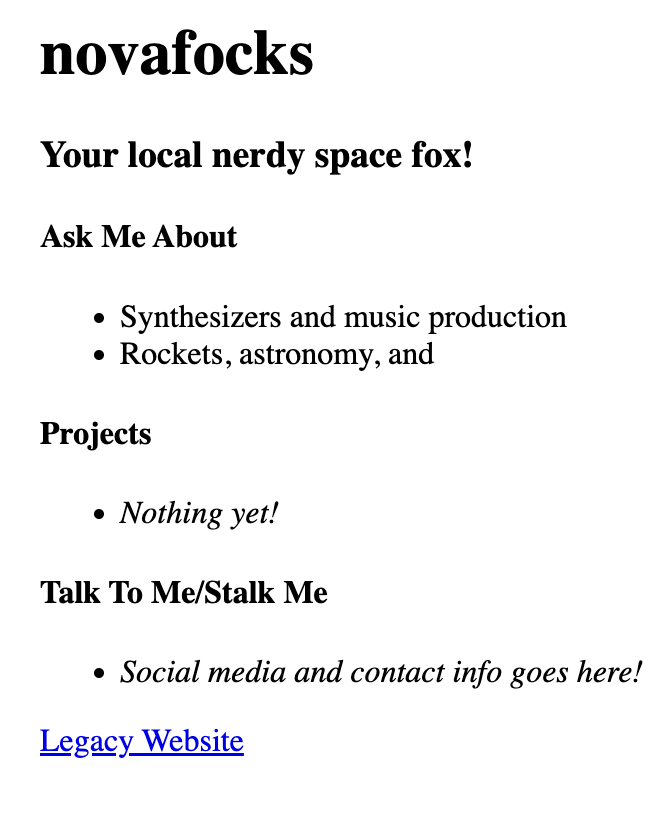 novafocks
Your local nerdy space fox!
Ask Me About
Synthesizers and music production
Rockets, astronomy, and
Projects
Nothing yet!
Talk To Me/Stalk Me
Social media and contact info goes here!
Legacy Website